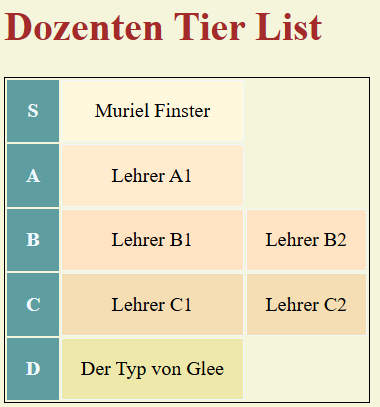 Dozenten Tier List
S Muriel Finster
A Lehrer A1
B Lehrer B1 Lehrer B2
C Lehrer C1 Lehrer C2
D Der Typ von Glee